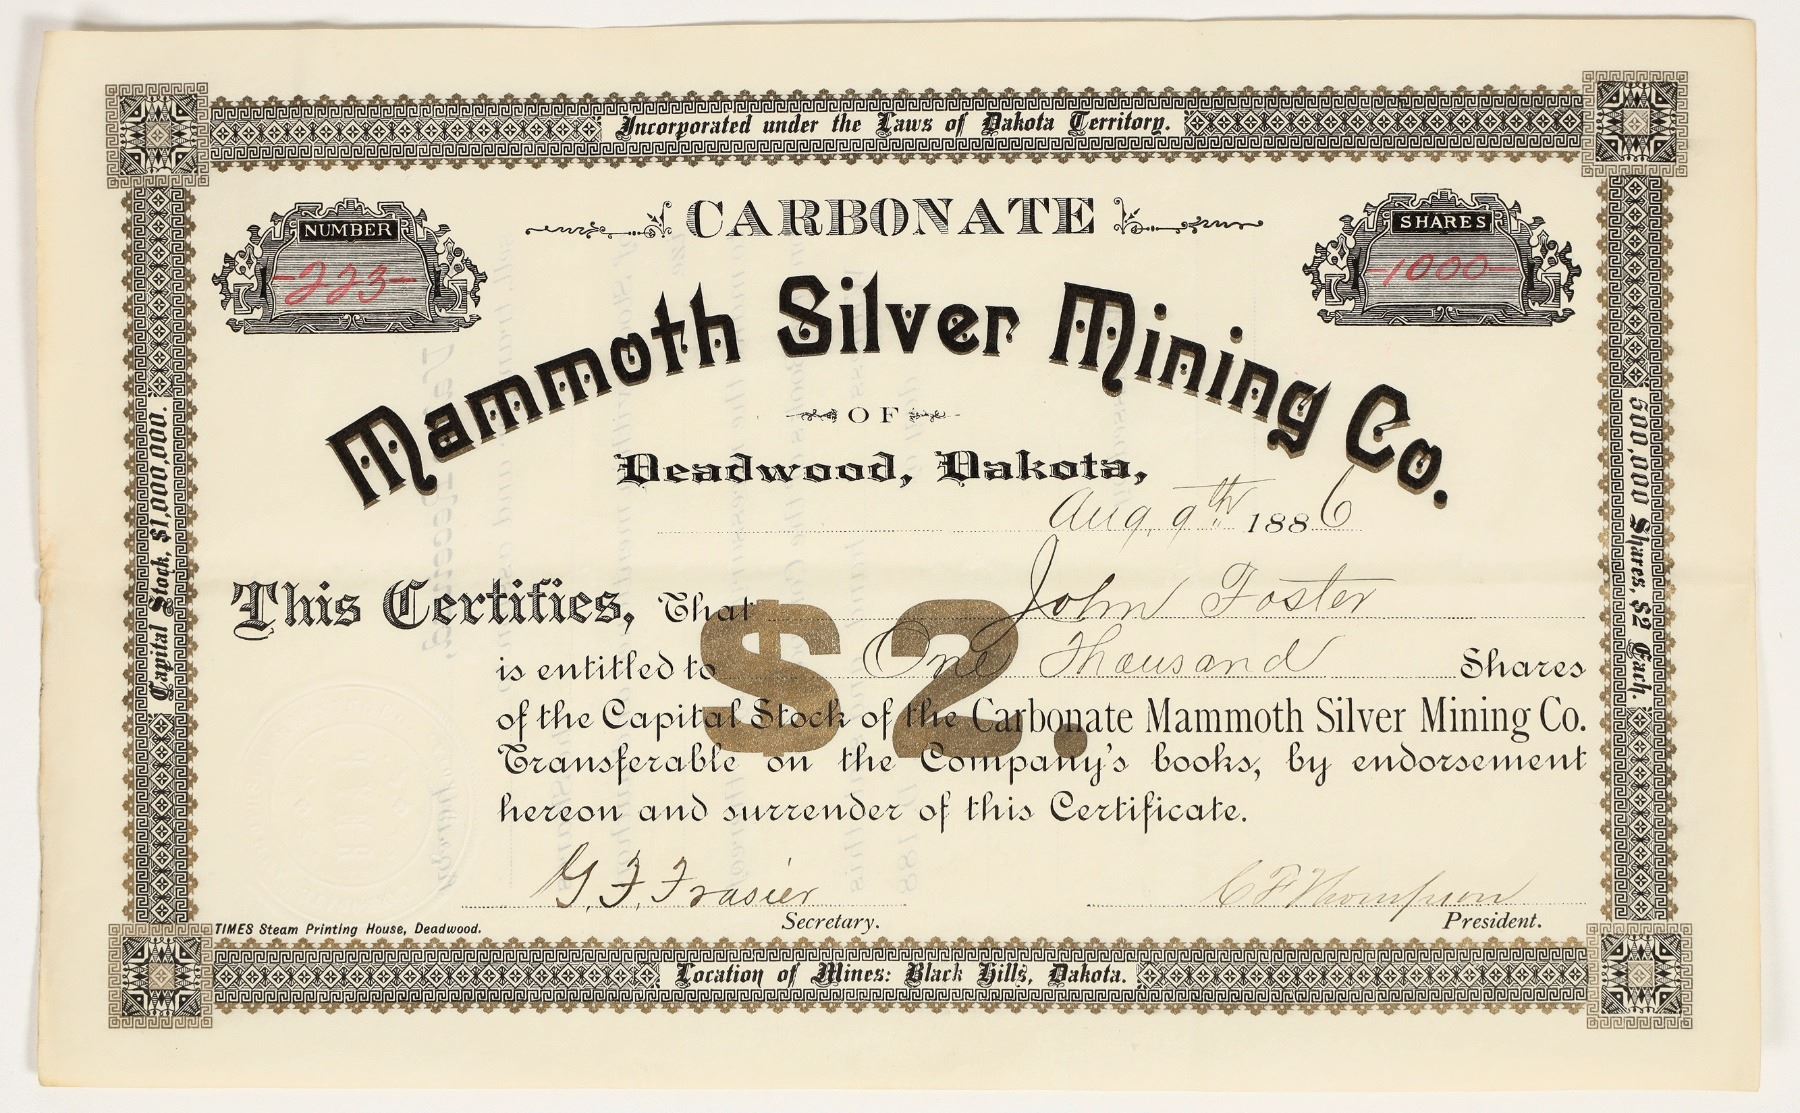 Incorporated under the Laws of Dakota Territory.
NUMBER
-223-
SHARES
-1000-
CARBONATE
Mammoth Silver Mining Co.
OF
Deadwood, Dakota,
Aug. 9th 1886
Capital Stock, $1,000,000.
500,000 Shares, $2 Each.
This Certifies, That John Foster
is entitled to One Thousand Shares
$2.
of the Capital Stock of the Carbonate Mammoth Silver Mining Co.
Transferable on the Company's books, by endorsement
hereon and surrender of this Certificate.
G. F. Frasier
Secretary.
C F Thompson
President.
TIMES Steam Printing House, Deadwood.
Location of Mines: Black Hills, Dakota.